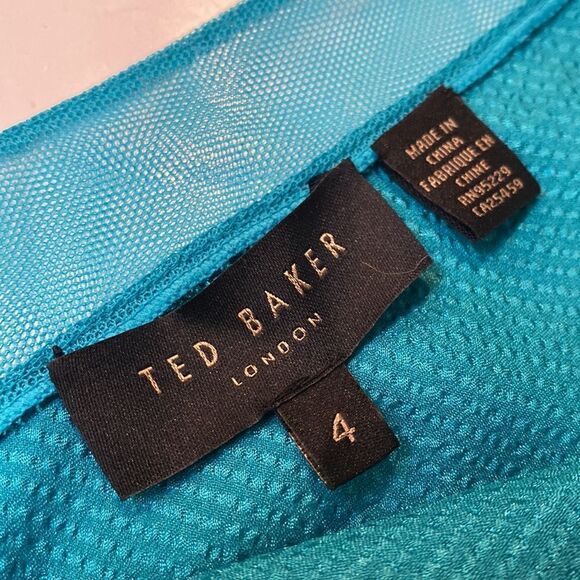 TED BAKER
LONDON
4
MADE IN
CHINA
FABRIQUE EN
CHINE
RN95229
CA25459